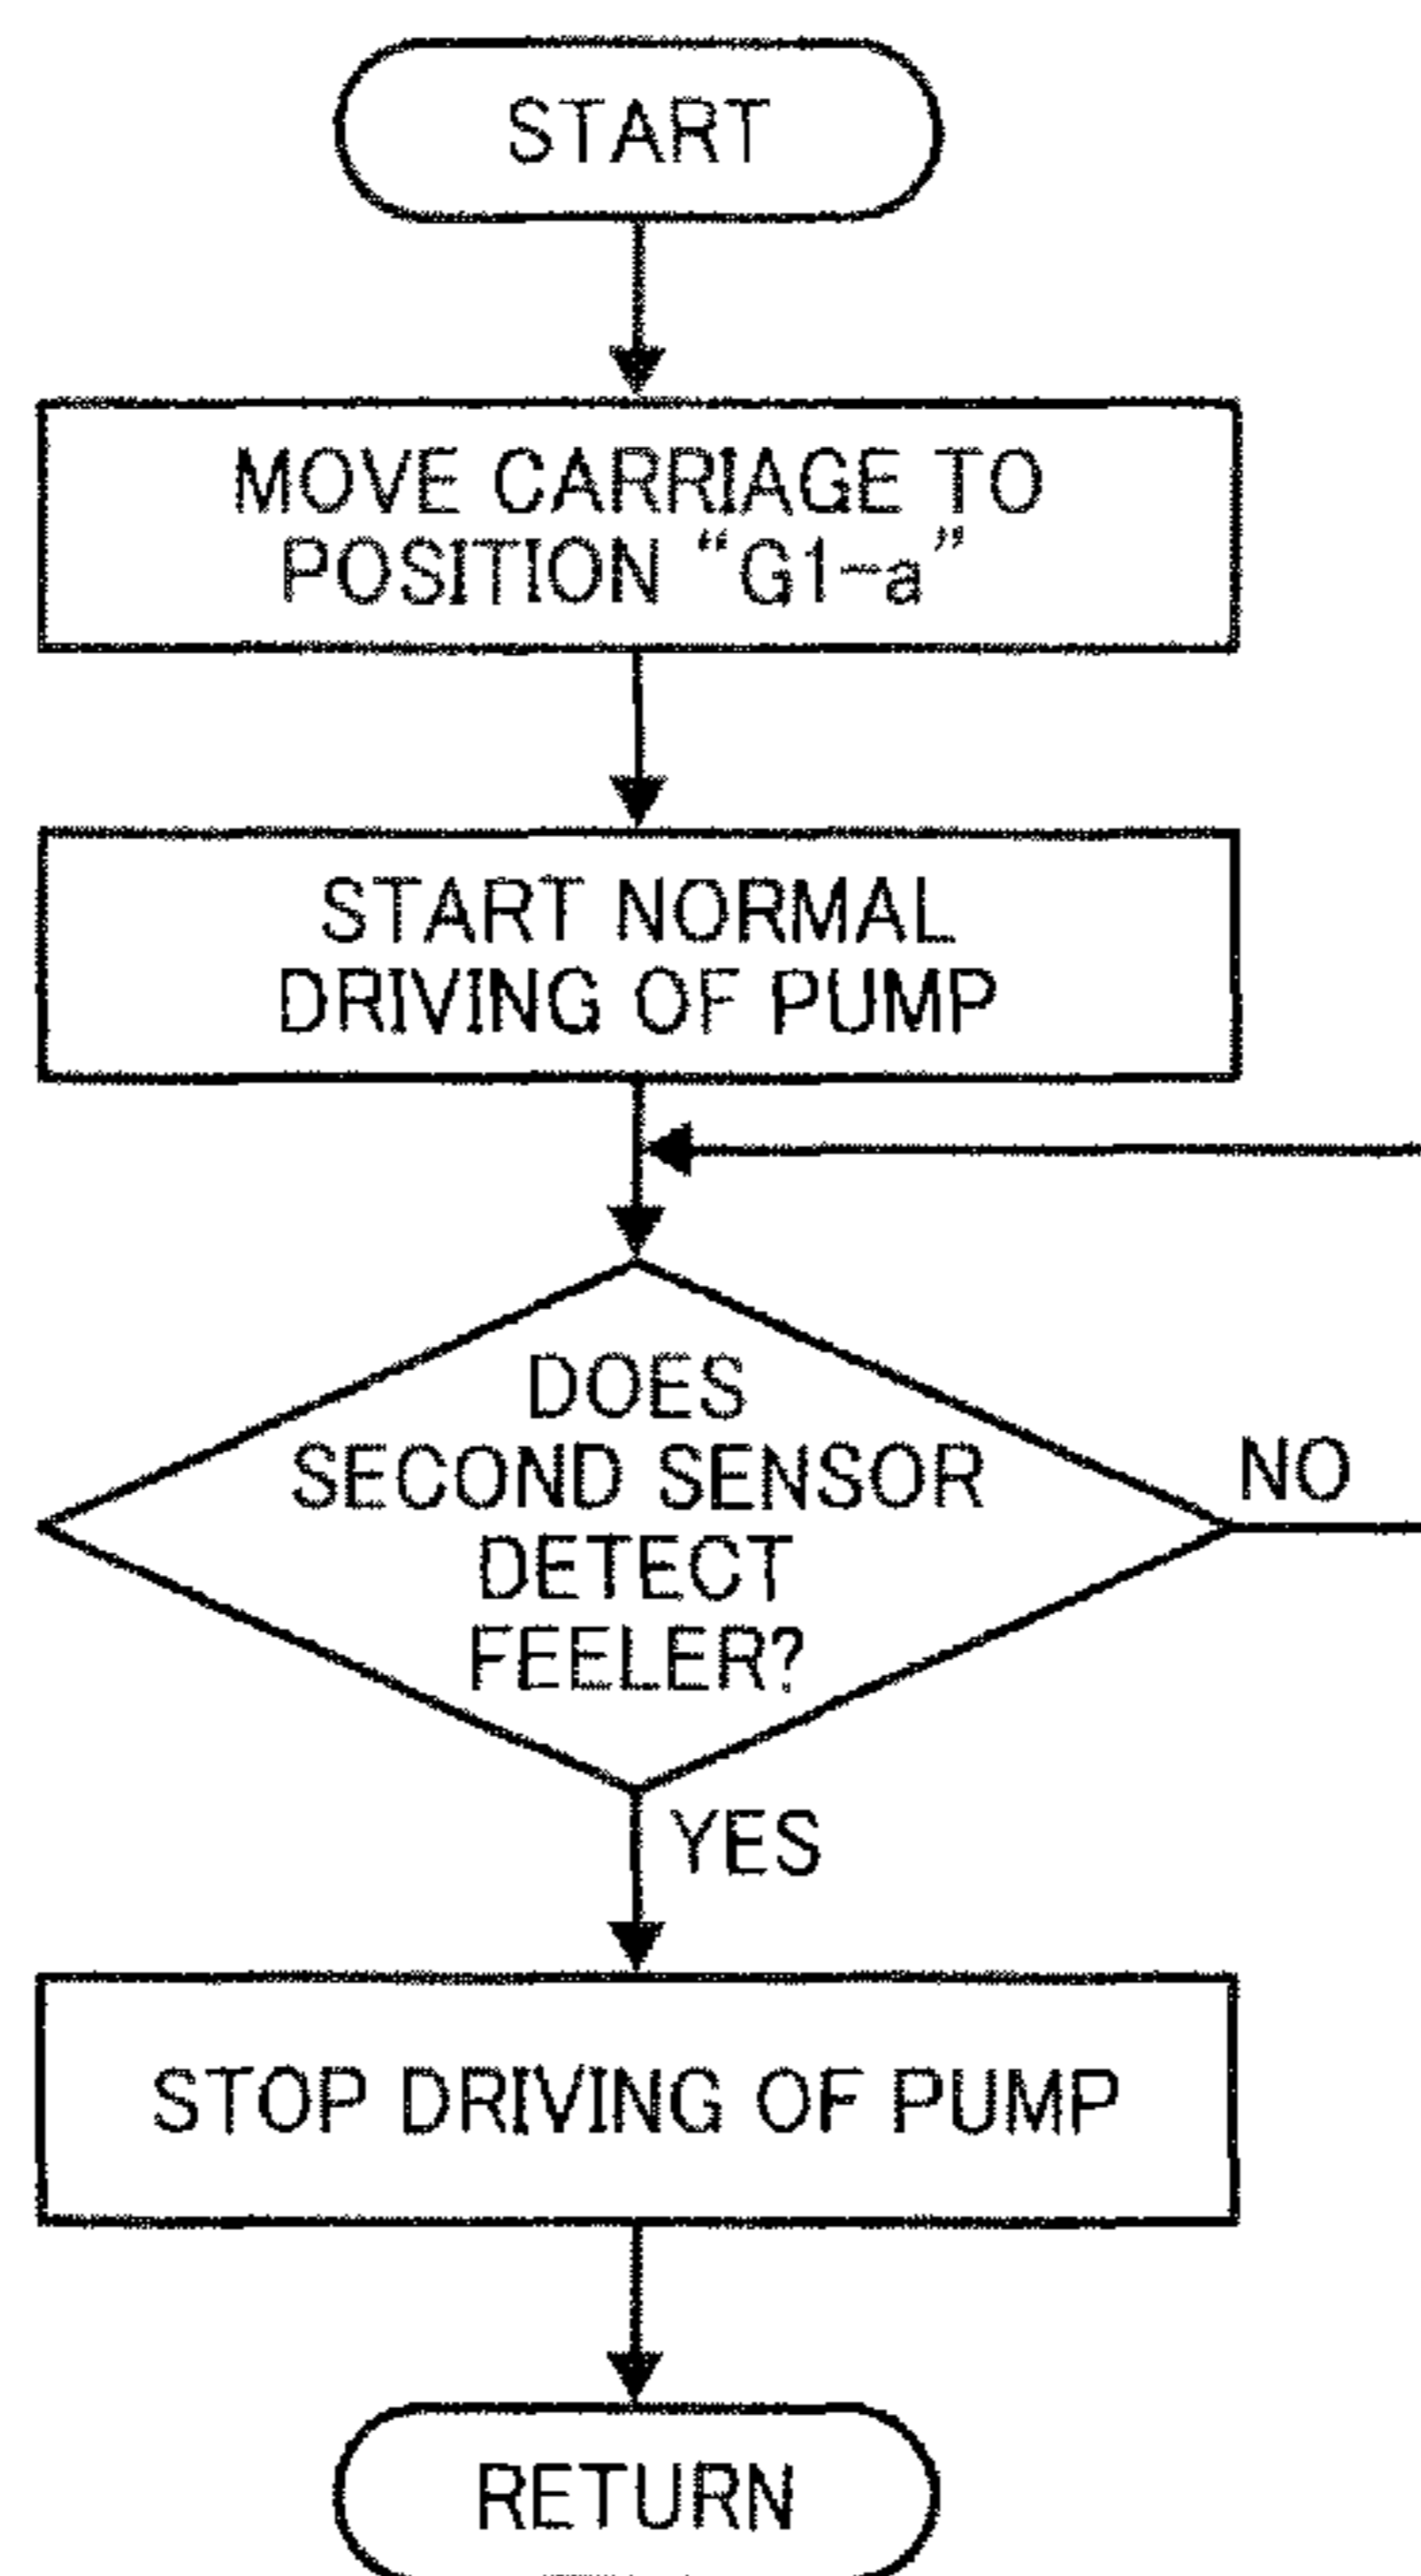 START
MOVE CARRIAGE TO
POSITION “G1-a”
START NORMAL
DRIVING OF PUMP
DOES
SECOND SENSOR
DETECT
FEELER?
NO
YES
STOP DRIVING OF PUMP
RETURN